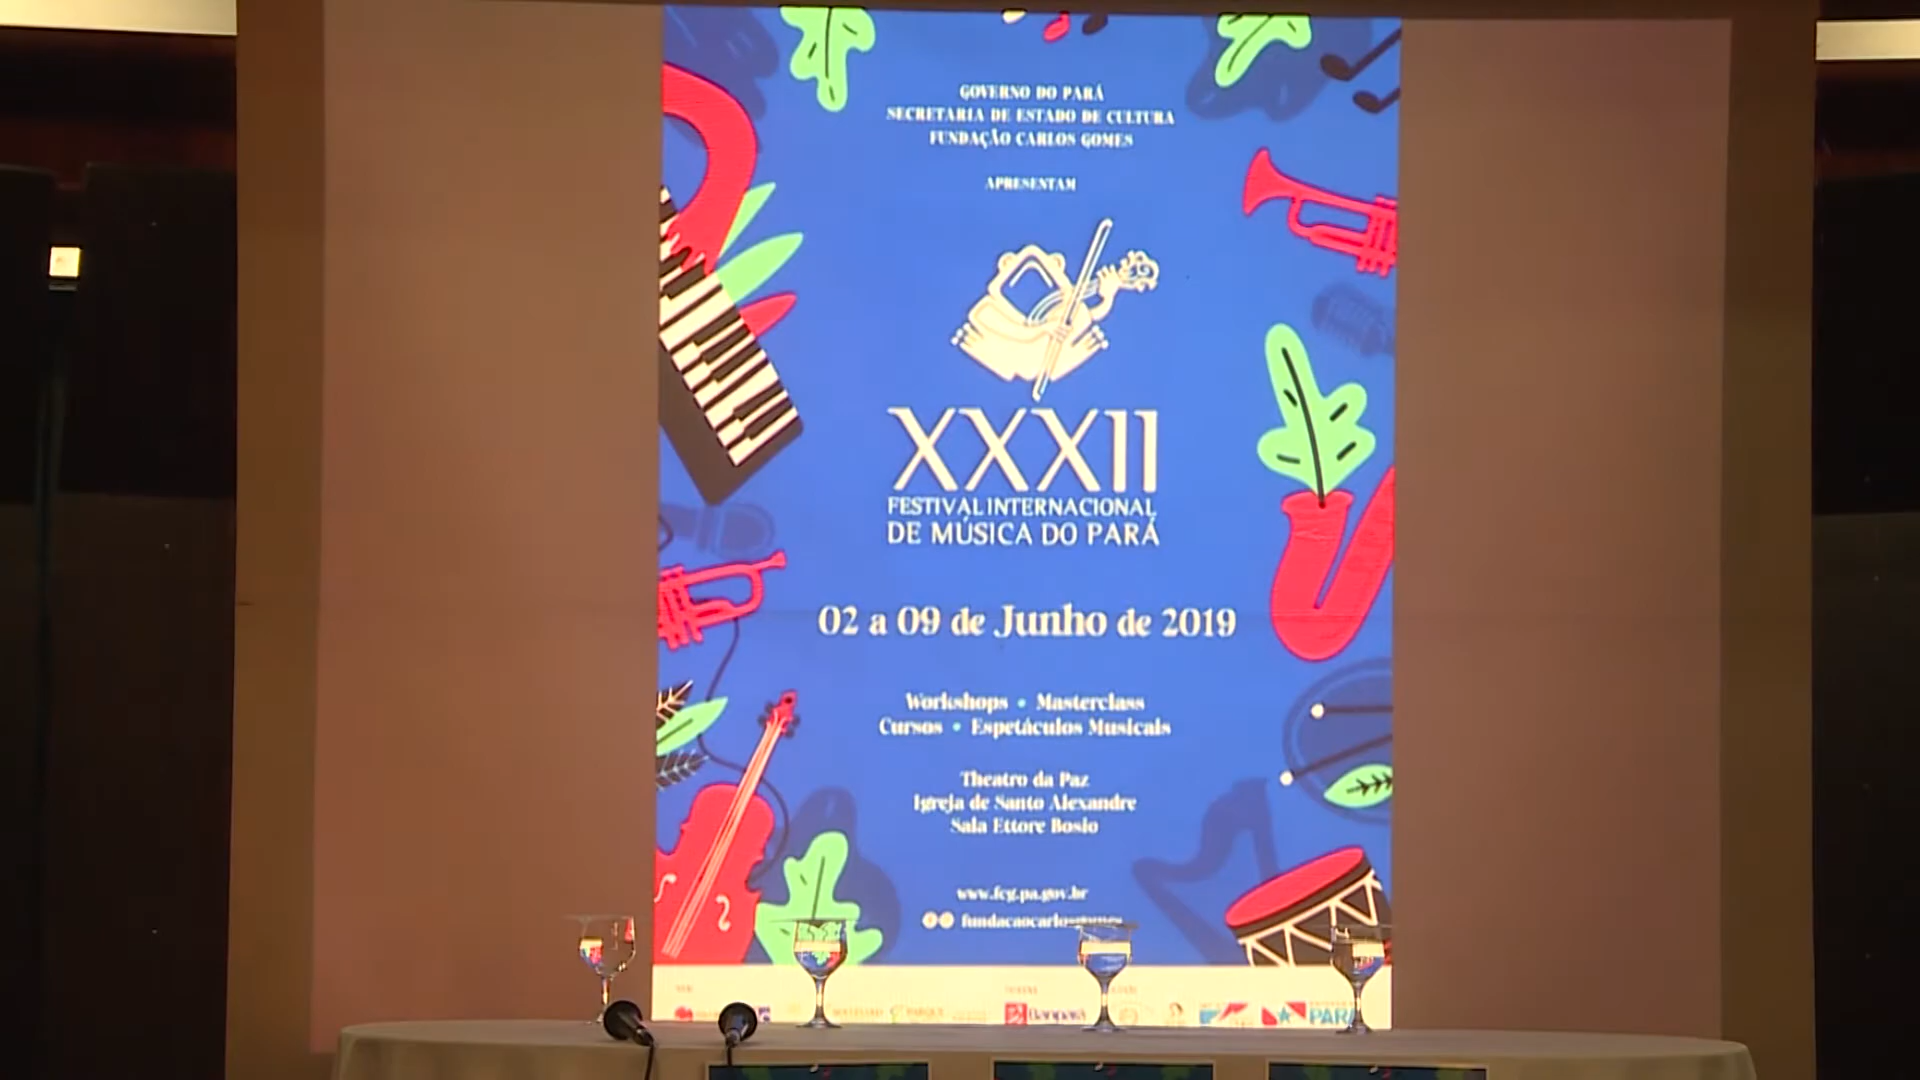 GOVERNO DO PARÁ
SECRETARIA DE ESTADO DE CULTURA
FUNDAÇÃO CARLOS GOMES
APRESENTAM
XXXII
FESTIVAL INTERNACIONAL
DE MÚSICA DO PARÁ
02 a 09 de Junho de 2019
Workshops • Masterclass
Cursos • Espetáculos Musicais
Theatro da Paz
Igreja de Santo Alexandre
Sala Ettore Bosio
www.fcg.pa.gov.br
Banpará
PARÁ